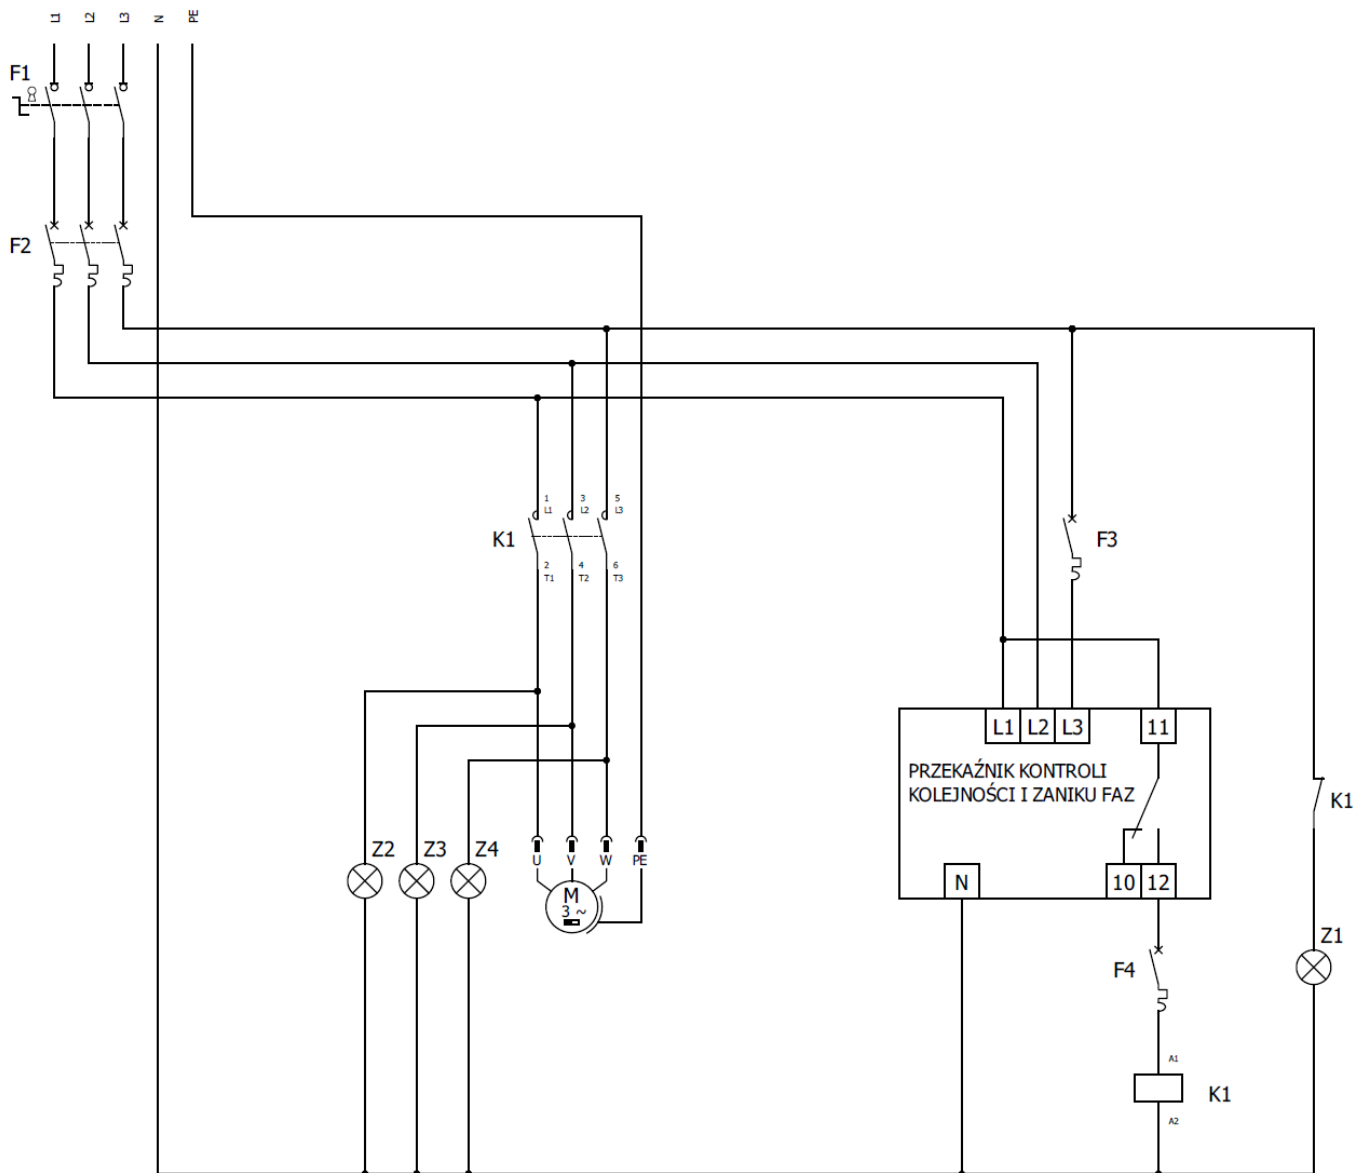 L1 L2 L3 N PE
F1
F2
1 3 5
L1 L2 L3
K1
2 4 6
T1 T2 T3
F3
L1 L2 L3 11
PRZEKAŹNIK KONTROLI
KOLEJNOŚCI I ZANIKU FAZ
K1
Z2 Z3 Z4
U V W PE
M
3 ~
N 10 12
Z1
F4
A1
K1
A2